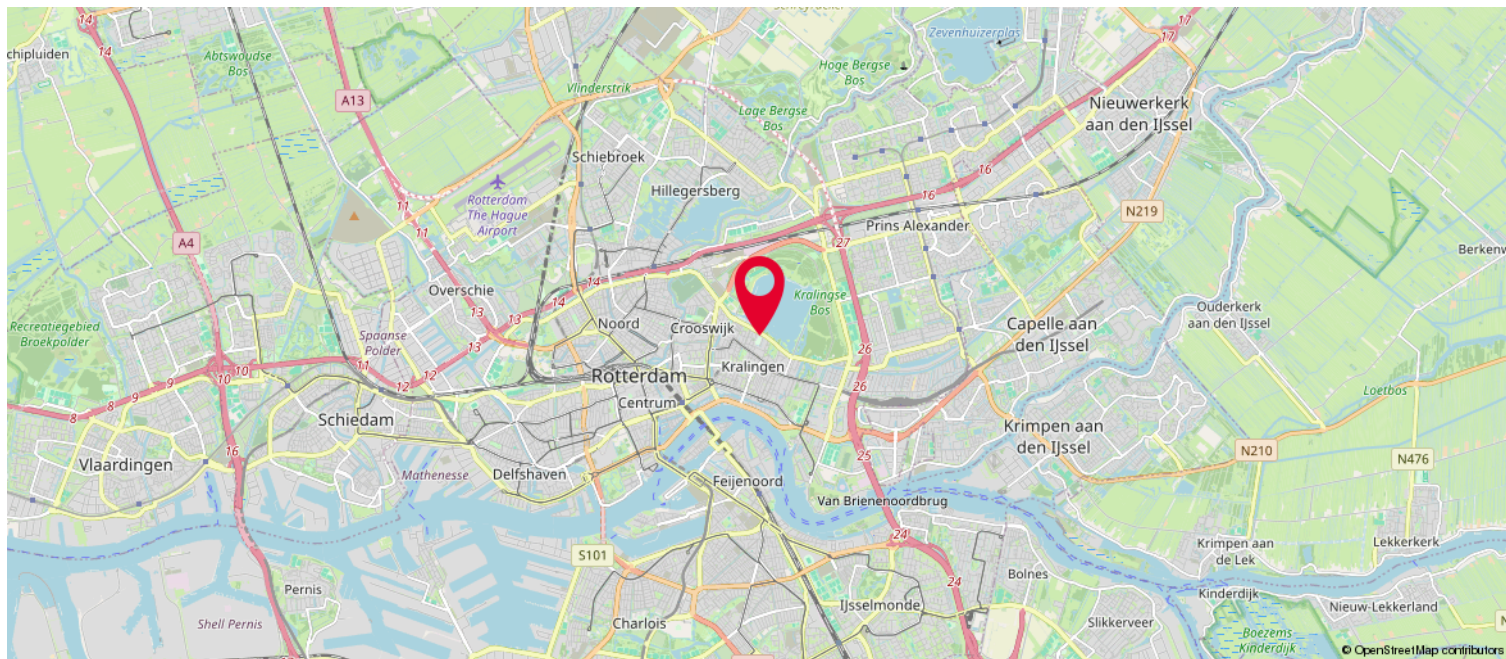 14
chipluiden
Abtswoudse
Bos
A13
Vlinderstrik
Hoge Bergse
Bos
Zevenhuizerplas
17
17
Lage Bergse
Bos
Nieuwerkerk
aan den IJssel
Schiebroek
Hillegersberg
Rotterdam
The Hague
Airport
11
11
16
16
N219
Prins Alexander
A4
27
Berkenw
14
14
Overschie
Kralingse
Bos
Ouderkerk
aan den IJssel
13
13
Noord
Crooswijk
Capelle aan
den IJssel
Recreatiegebied
Broekpolder
Spaanse
Polder
13
11
12
12
10
10
9
9
8
8
Kralingen
26
26
Rotterdam
Centrum
Loetbos
Schiedam
Krimpen aan
den IJssel
16
25
N210
N476
Vlaardingen
Mathenesse
Delfshaven
Feijenoord
Van Brienenoordbrug
24
S101
Krimpen aan
de Lek
Lekkerkerk
24
Bolnes
Pernis
Kinderdijk
IJsselmonde
Nieuw-Lekkerland
Shell Pernis
Charlois
Slikkerveer
Boezems
Kinderdijk
N
© OpenStreetMap contributors